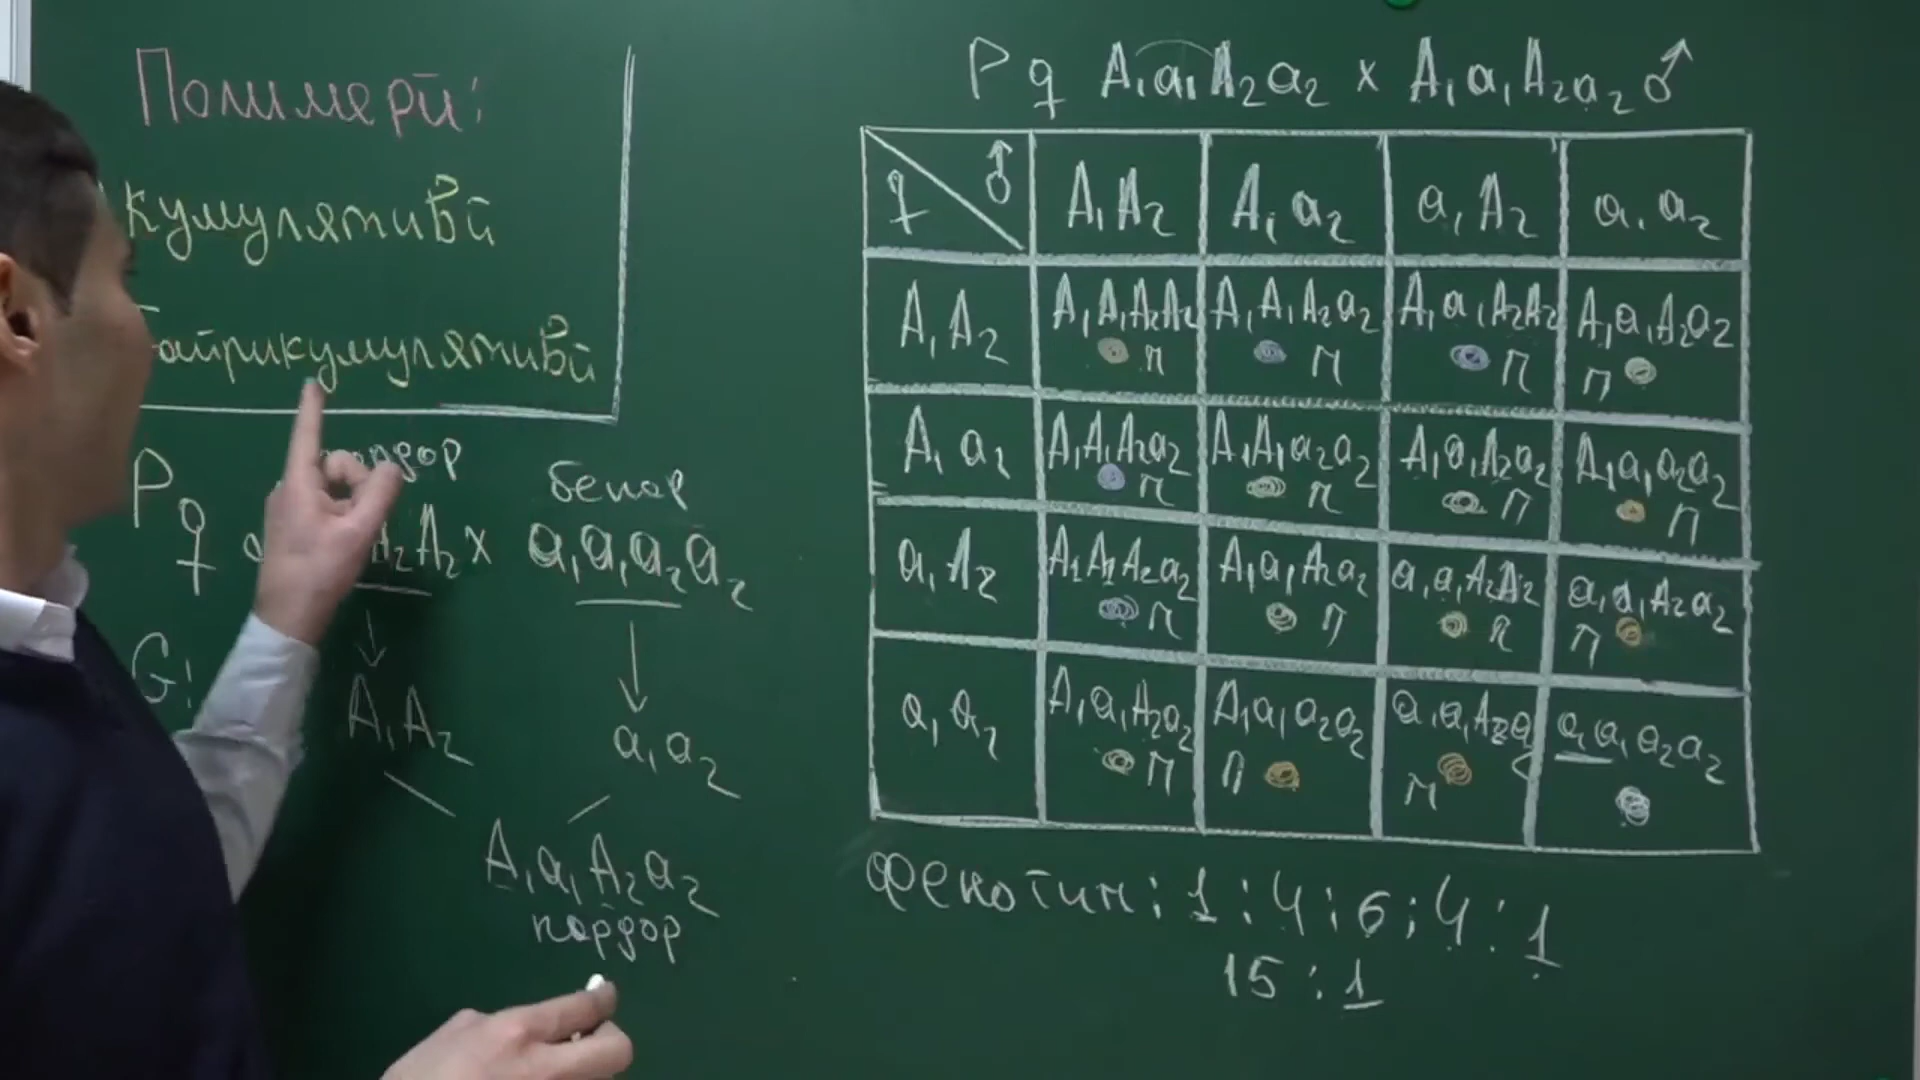 Полимерӣ:
кумулятивӣ
ғайрикумулятивӣ
P ♀ A₂A₂ x a₁a₁a₂a₂
бепар
G:
A₁A₂ a₁a₂
A₁a₁A₂a₂
пардор
P ♀ A₁a₁A₂a₂ x A₁a₁A₂a₂ ♂
♀ ♂ A₁A₂ A₁a₂ a₁A₂ a₁a₂
A₁A₂ A₁A₁A₂A₂ п A₁A₁A₂a₂ п A₁a₁A₂A₂ п A₁a₁A₂a₂ п
A₁a₂ A₁A₁A₂a₂ п A₁A₁a₂a₂ п A₁a₁A₂a₂ п A₁a₁a₂a₂ п
a₁A₂ A₁A₁A₂a₂ п A₁a₁A₂a₂ п a₁a₁A₂A₂ п a₁a₁A₂a₂ п
a₁a₂ A₁a₁A₂a₂ п A₁a₁a₂a₂ п a₁a₁A₂a₂ п a₁a₁a₂a₂
Фенотип: 1:4:6:4:1
15:1